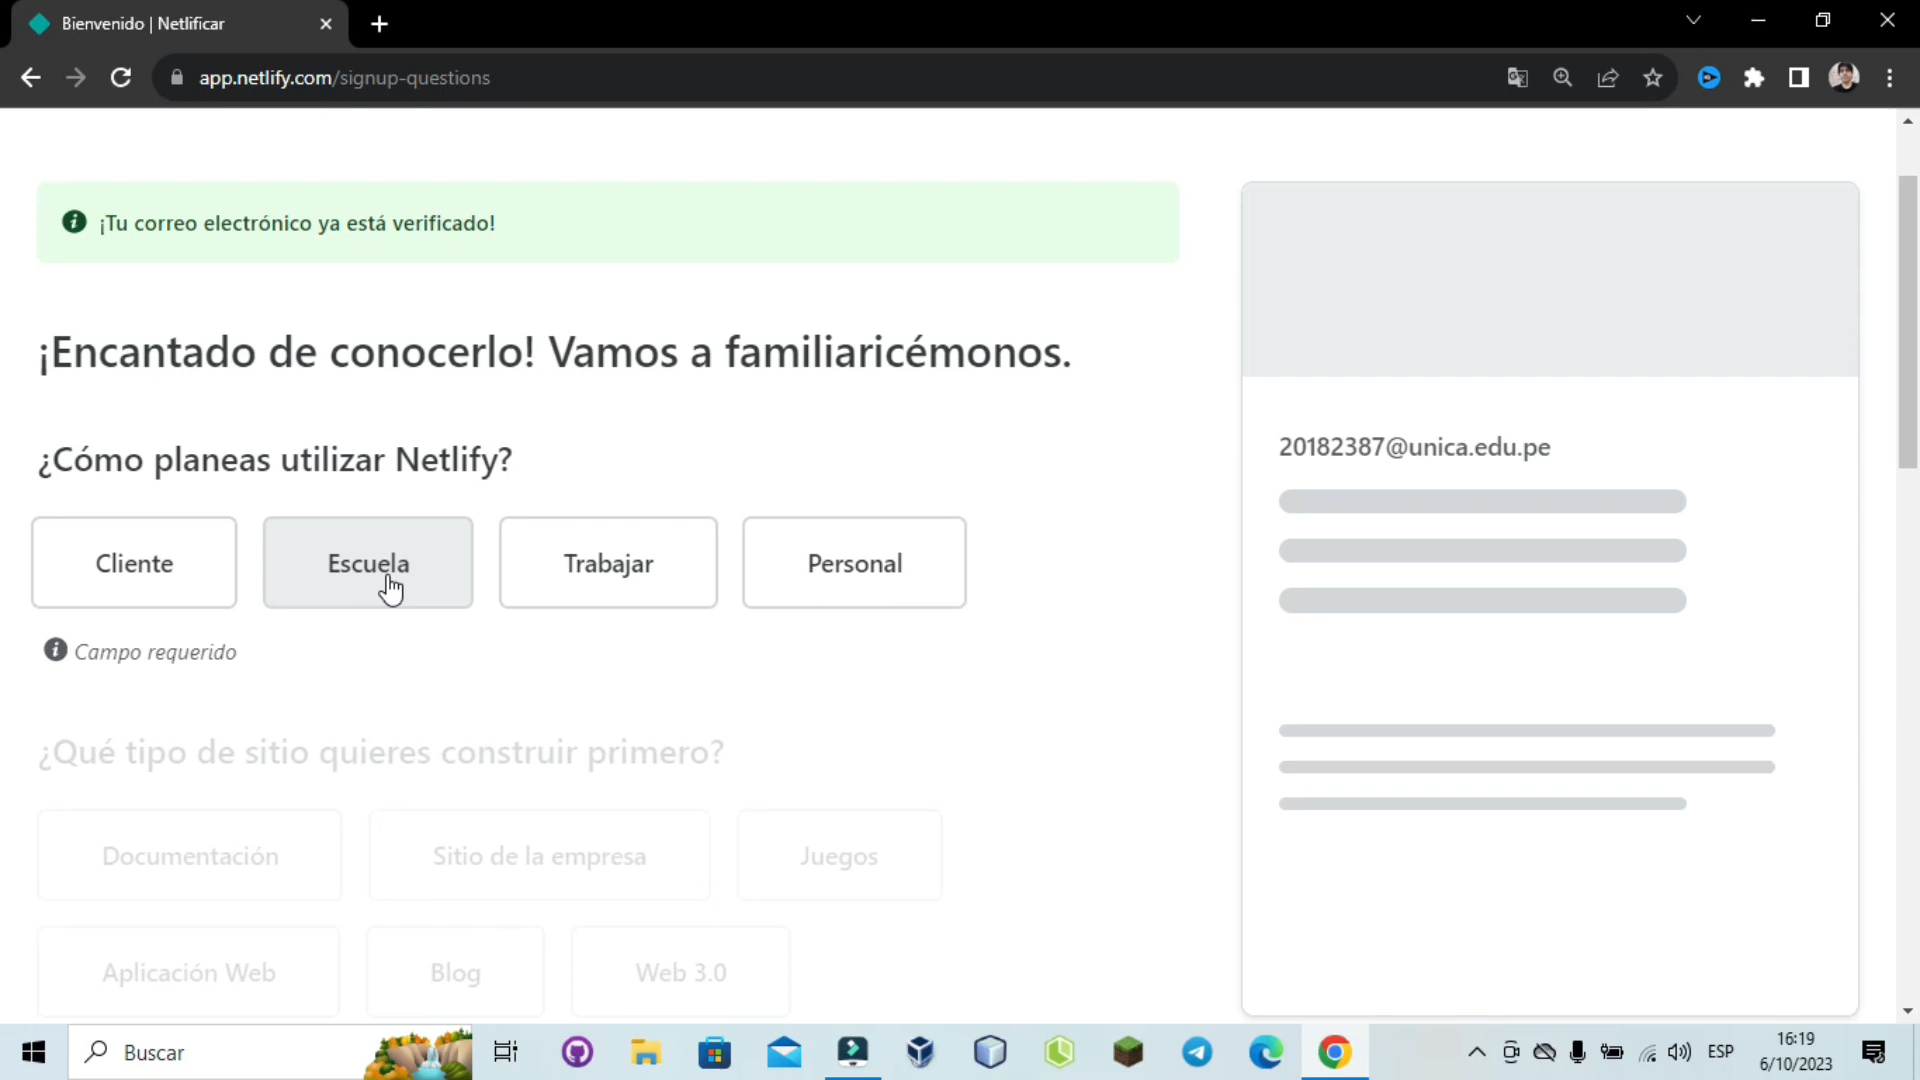 Bienvenido | Netlificar
app.netlify.com/signup-questions
¡Tu correo electrónico ya está verificado!
¡Encantado de conocerlo! Vamos a familiaricémonos.
¿Cómo planeas utilizar Netlify?
Cliente
Escuela
Trabajar
Personal
Campo requerido
¿Qué tipo de sitio quieres construir primero?
Documentación
Sitio de la empresa
Juegos
Aplicación Web
Blog
Web 3.0
20182387@unica.edu.pe
Buscar
ESP
16:19
6/10/2023